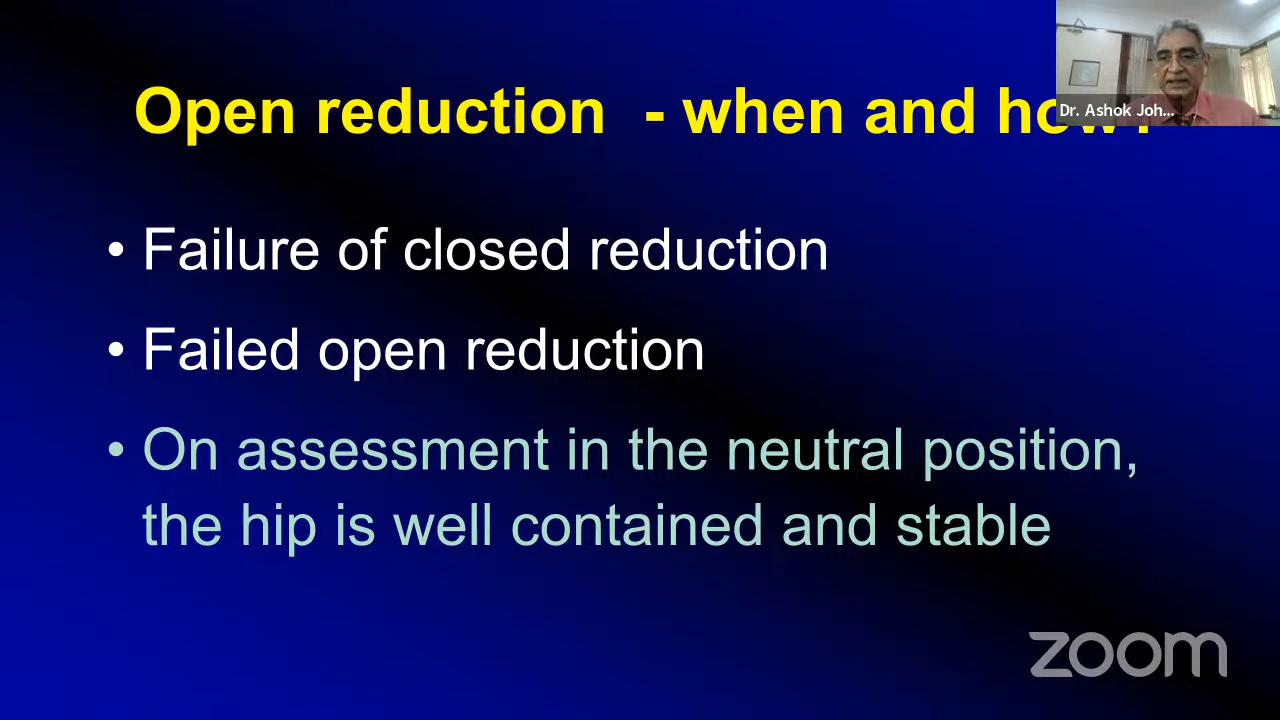 Open reduction - when and how?
Dr. Ashok Joh...
• Failure of closed reduction
• Failed open reduction
• On assessment in the neutral position,
the hip is well contained and stable
zoom